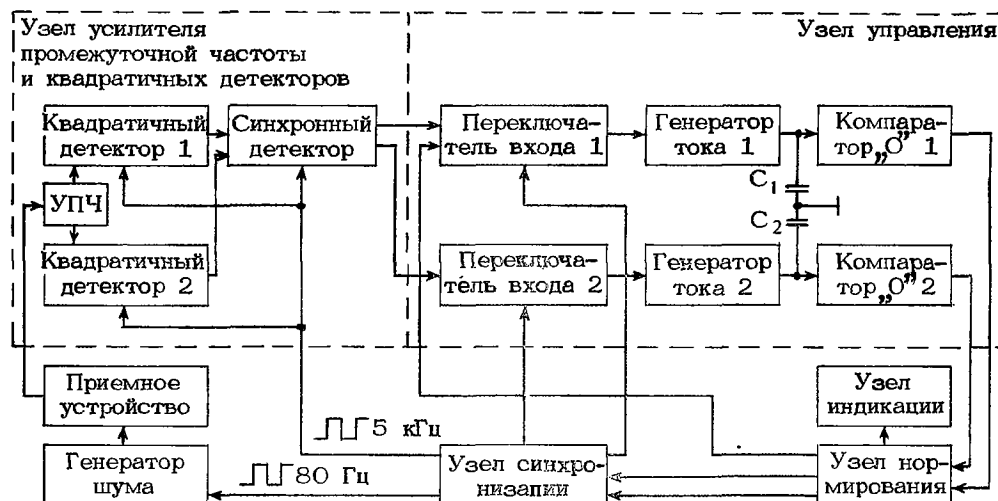 Узел усилителя
промежуточной частоты
и квадратичных детекторов
Узел управления
Квадратичный
детектор 1
Синхронный
детектор
Переключа-
тель входа 1
Генератор
тока 1
Компара-
тор „О” 1
УПЧ
C1
C2
Квадратичный
детектор 2
Переключа-
тель входа 2
Генератор
тока 2
Компара-
тор „О” 2
Приемное
устройство
Узел
индикации
5 кГц
Генератор
шума
80 Гц
Узел синхро-
низации
Узел нор-
мирования